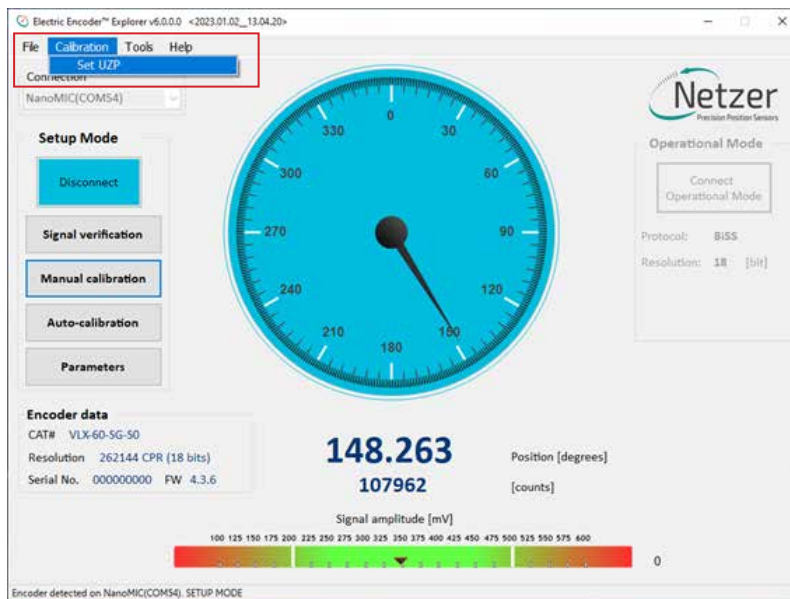 Electric Encoder™ Explorer v6.0.0.0 <2023.01.02__13.04.20>
File Calibration Tools Help
Set UZP
Connection
NanoMIC(COM54)
Netzer
Precision Position Sensors
Setup Mode
Disconnect
Signal verification
Manual calibration
Auto-calibration
Parameters
0
30
60
90
120
150
180
210
240
270
300
330
Operational Mode
Connect
Operational Mode
Protocol: BiSS
Resolution: 18 [bit]
Encoder data
CAT# VLX-60-SG-S0
Resolution 262144 CPR (18 bits)
Serial No. 000000000 FW 4.3.6
148.263 Position [degrees]
107962 [counts]
Signal amplitude [mV]
100 125 150 175 200 225 250 275 300 325 350 375 400 425 450 475 500 525 550 575 600
0
Encoder detected on NanoMIC(COM54). SETUP MODE